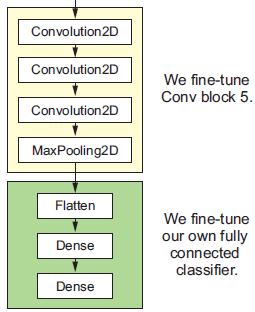 Convolution2D
Convolution2D
Convolution2D
MaxPooling2D
We fine-tune
Conv block 5.
Flatten
Dense
Dense
We fine-tune
our own fully
connected
classifier.